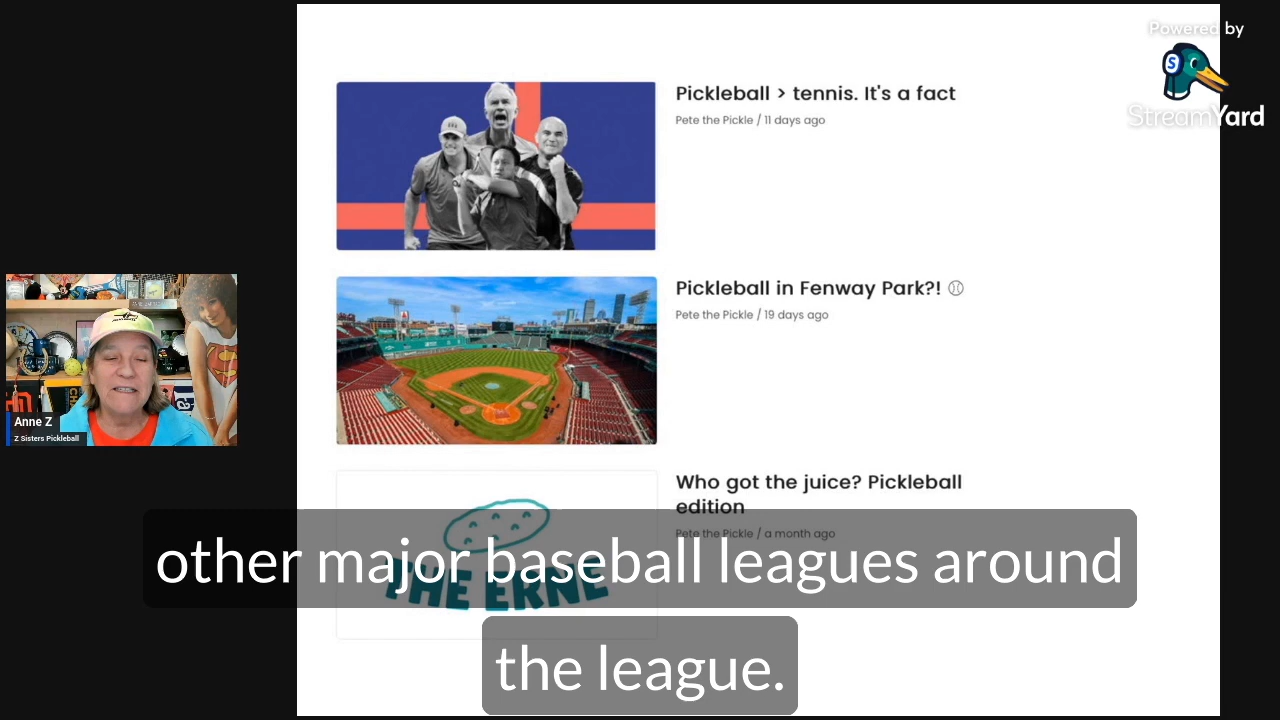 Powered by
StreamYard
Pickleball > tennis. It's a fact
Pete the Pickle / 11 days ago
Pickleball in Fenway Park?!
Pete the Pickle / 19 days ago
Who got the juice? Pickleball
edition
Pete the Pickle / a month ago
THE ERNE
Anne Z
Z Sisters Pickleball
other major baseball leagues around
the league.